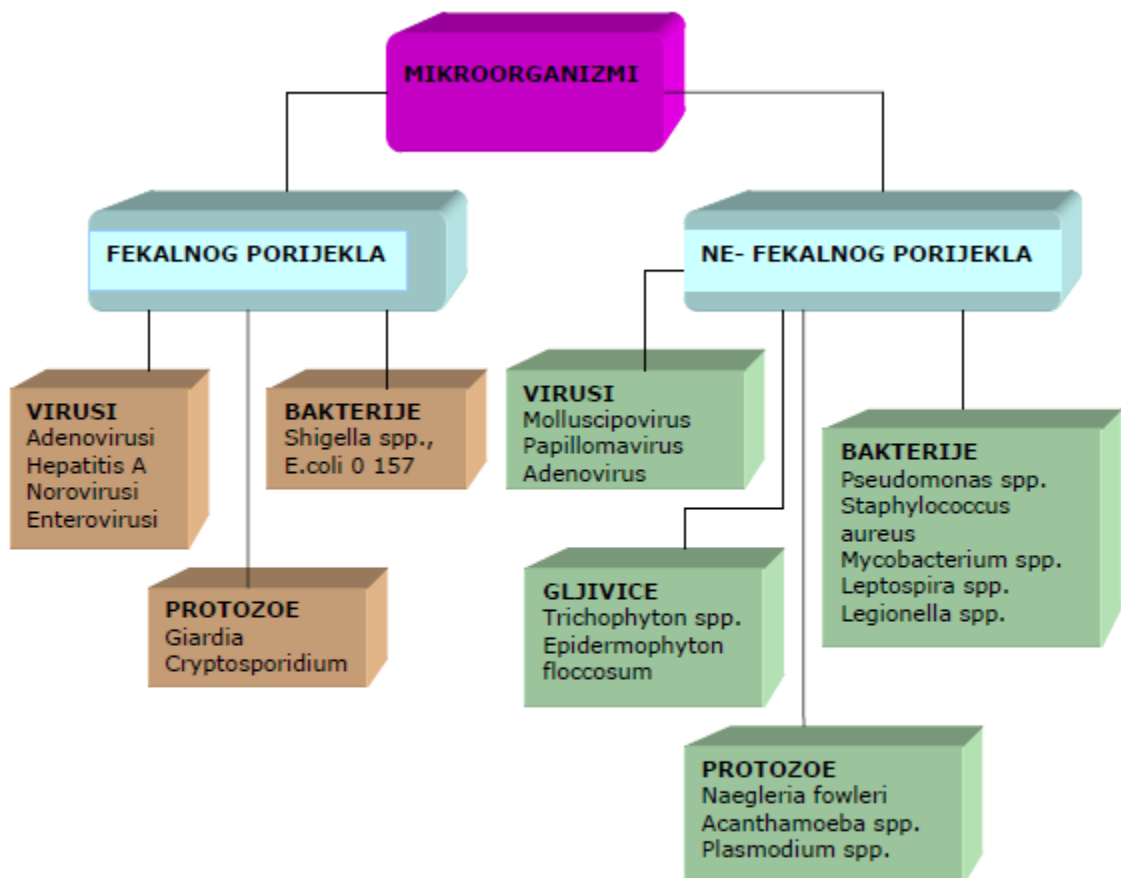 MIKROORGANIZMI
FEKALNOG PORIJEKLA
NE- FEKALNOG PORIJEKLA
VIRUSI
Adenovirusi
Hepatitis A
Norovirusi
Enterovirusi
BAKTERIJE
Shigella spp.,
E.coli 0 157
PROTOZOE
Giardia
Cryptosporidium
VIRUSI
Molluscipovirus
Papillomavirus
Adenovirus
GLJIVICE
Trichophyton spp.
Epidermophyton
floccosum
BAKTERIJE
Pseudomonas spp.
Staphylococcus
aureus
Mycobacterium spp.
Leptospira spp.
Legionella spp.
PROTOZOE
Naegleria fowleri
Acanthamoeba spp.
Plasmodium spp.